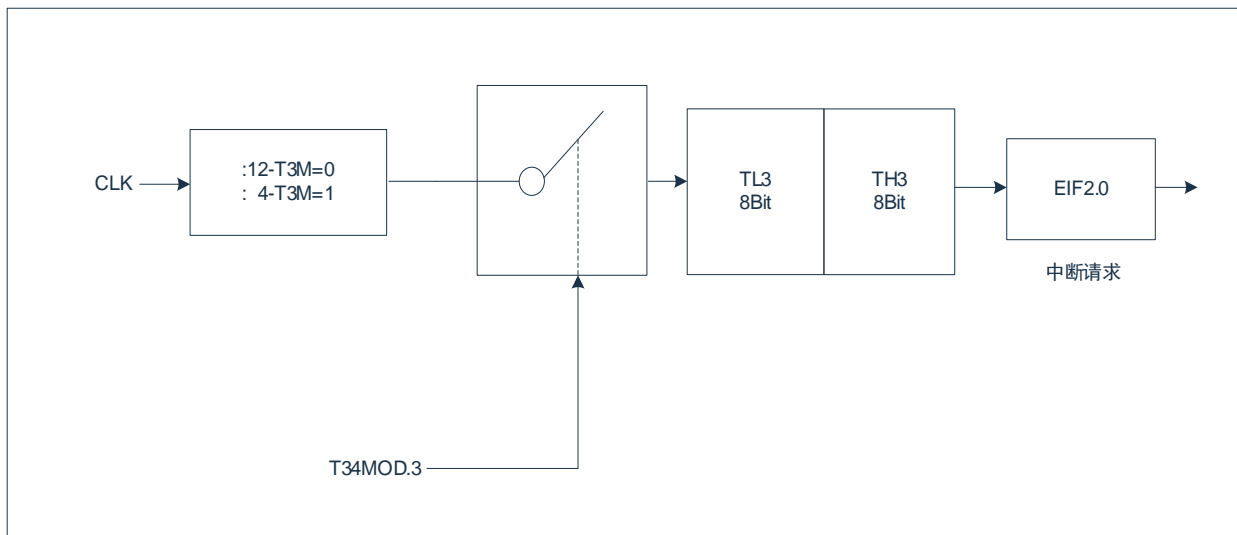 CLK
:12-T3M=0
: 4-T3M=1
TL3
8Bit
TH3
8Bit
EIF2.0
中断请求
T34MOD.3